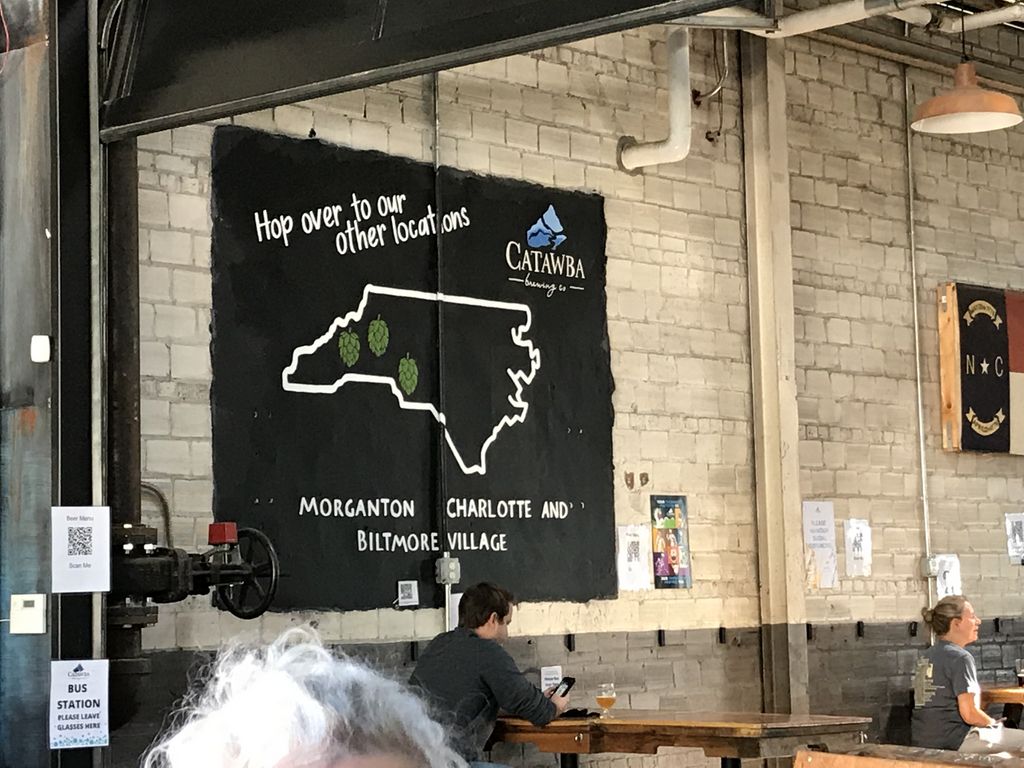 Hop over to our
other locations
CATAWBA
brewing co
MORGANTON CHARLOTTE AND
BILTMORE VILLAGE
N ★ C
Beer Menu
Scan Me
CATAWBA
BUS
STATION
PLEASE LEAVE
GLASSES HERE